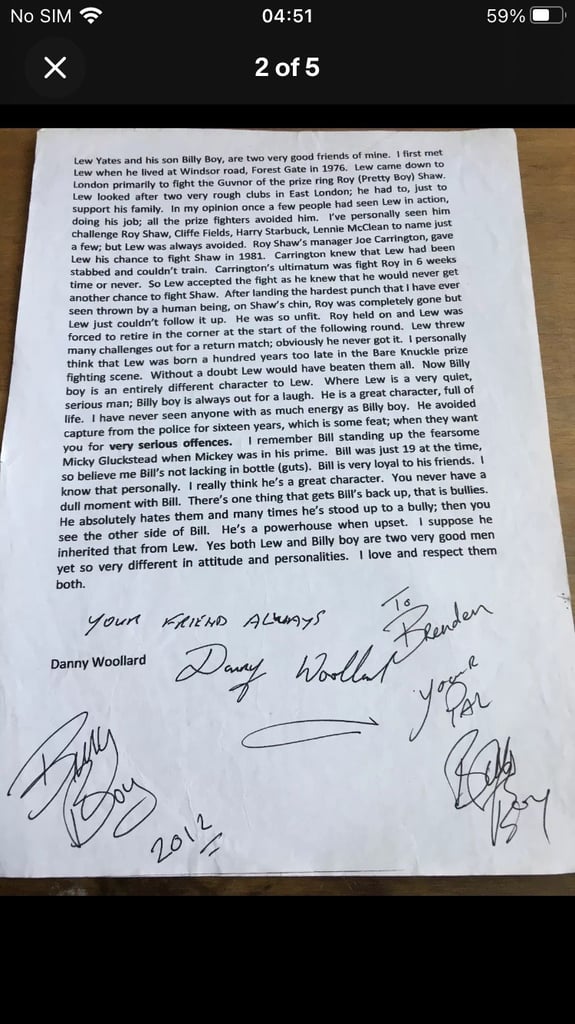 No SIM 04:51 59%
2 of 5
Lew Yates and his son Billy Boy, are two very good friends of mine. I first met
Lew when he lived at Windsor road, Forest Gate in 1976. Lew came down to
London primarily to fight the Guvnor of the prize ring Roy (Pretty Boy) Shaw.
Lew looked after two very rough clubs in East London; he had to, just to
support his family. In my opinion once a few people had seen Lew in action,
doing his job; all the prize fighters avoided him. I've personally seen him
challenge Roy Shaw, Cliffe Fields, Harry Starbuck, Lennie McClean to name just
a few; but Lew was always avoided. Roy Shaw's manager Joe Carrington, gave
Lew his chance to fight Shaw in 1981. Carrington knew that Lew had been
stabbed and couldn't train. Carrington's ultimatum was fight Roy in 6 weeks
time or never. So Lew accepted the fight as he knew that he would never get
another chance to fight Shaw. After landing the hardest punch that I have ever
seen thrown by a human being, on Shaw's chin, Roy was completely gone but
Lew just couldn't follow it up. He was so unfit. Roy held on and Lew was
forced to retire in the corner at the start of the following round. Lew threw
many challenges out for a return match; obviously he never got it. I personally
think that Lew was born a hundred years too late in the Bare Knuckle prize
fighting scene. Without a doubt Lew would have beaten them all. Now Billy
boy is an entirely different character to Lew. Where Lew is a very quiet,
serious man; Billy boy is always out for a laugh. He is a great character, full of
life. I have never seen anyone with as much energy as Billy boy. He avoided
capture from the police for sixteen years, which is some feat; when they want
you for very serious offences. I remember Bill standing up the fearsome
Micky Gluckstead when Mickey was in his prime. Bill was just 19 at the time,
so believe me Bill's not lacking in bottle (guts). Bill is very loyal to his friends. I
know that personally. I really think he's a great character. You never have a
dull moment with Bill. There's one thing that gets Bill's back up, that is bullies.
He absolutely hates them and many times he's stood up to a bully; then you
see the other side of Bill. He's a powerhouse when upset. I suppose he
inherited that from Lew. Yes both Lew and Billy boy are two very good men
yet so very different in attitude and personalities. I love and respect them
both.
YOUR FRIEND ALWAYS
To
Brenden
Danny Woollard
Danny Woollard
YOUR
PAL
Billy
Boy
2012
Billy
Boy